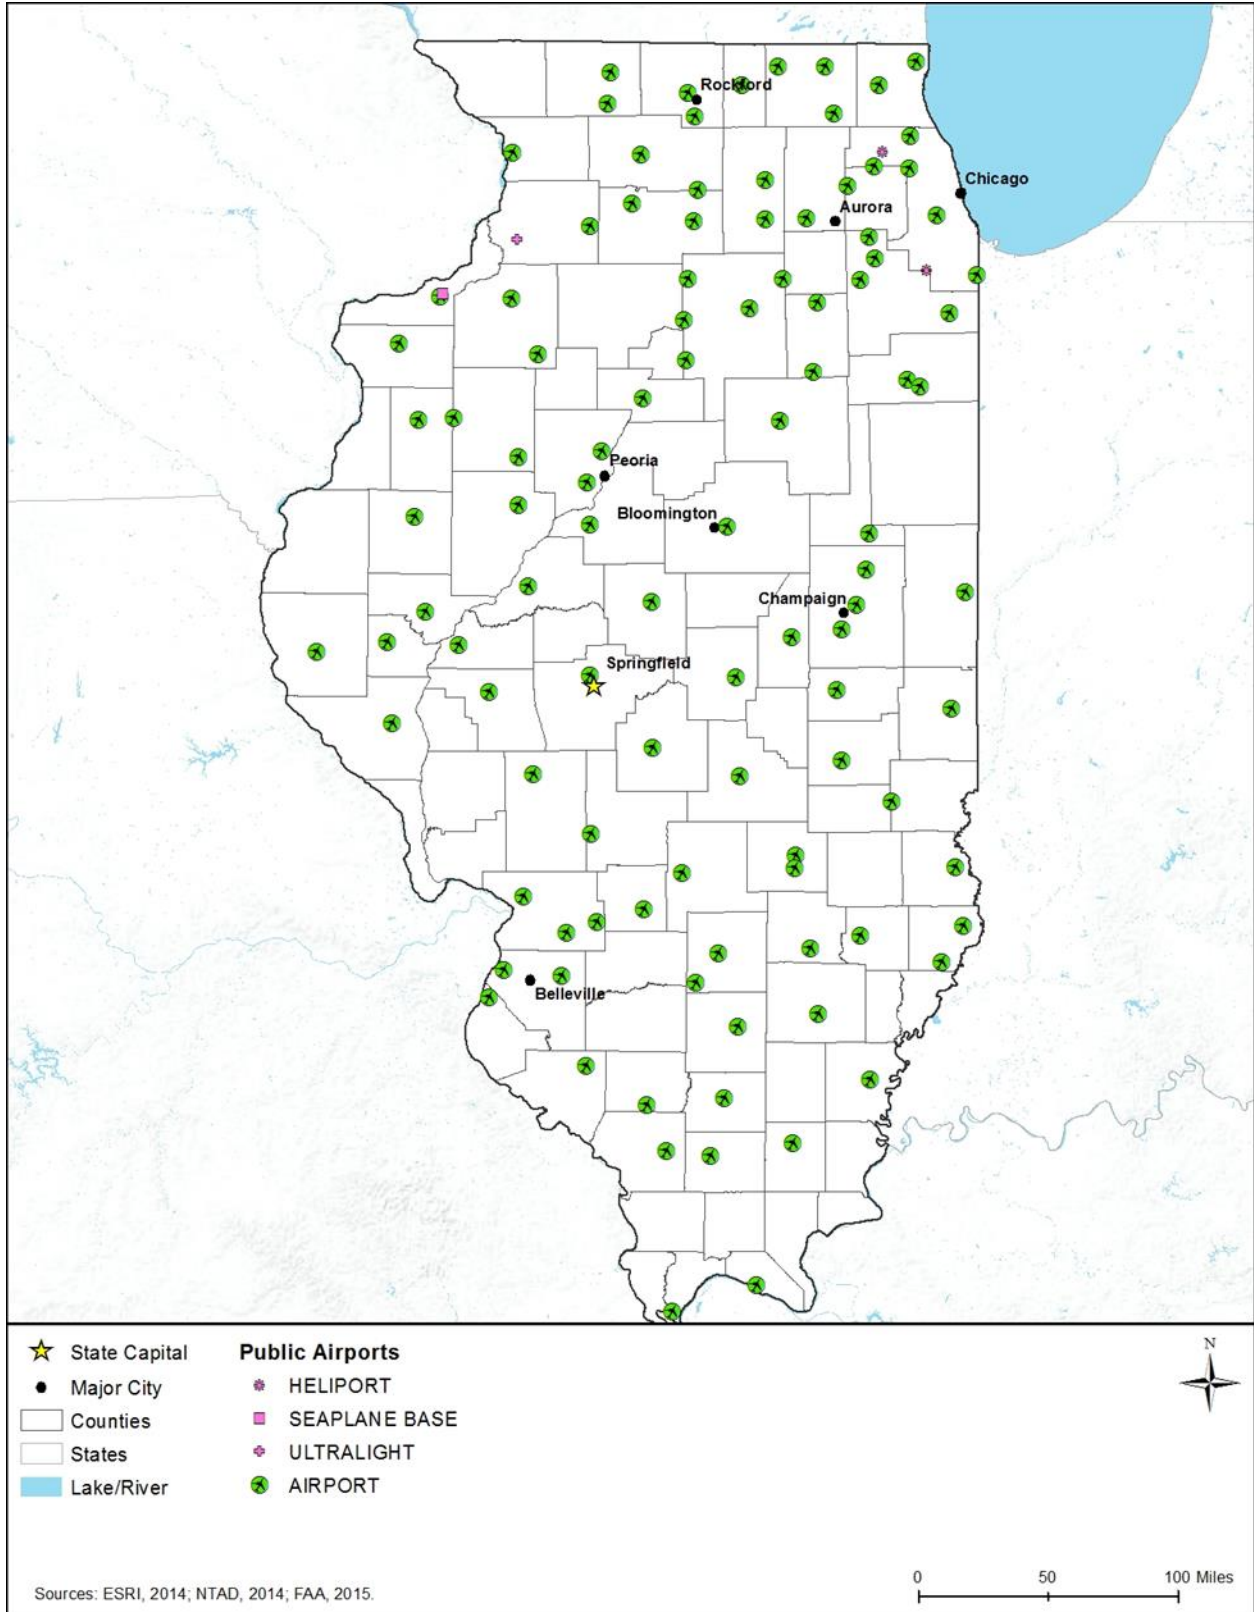 Rockford
Chicago
Aurora
Peoria
Bloomington
Champaign
Springfield
Belleville
State Capital
Major City
Counties
States
Lake/River
Public Airports
HELIPORT
SEAPLANE BASE
ULTRALIGHT
AIRPORT
N
Sources: ESRI, 2014; NTAD, 2014; FAA, 2015.
0 50 100 Miles